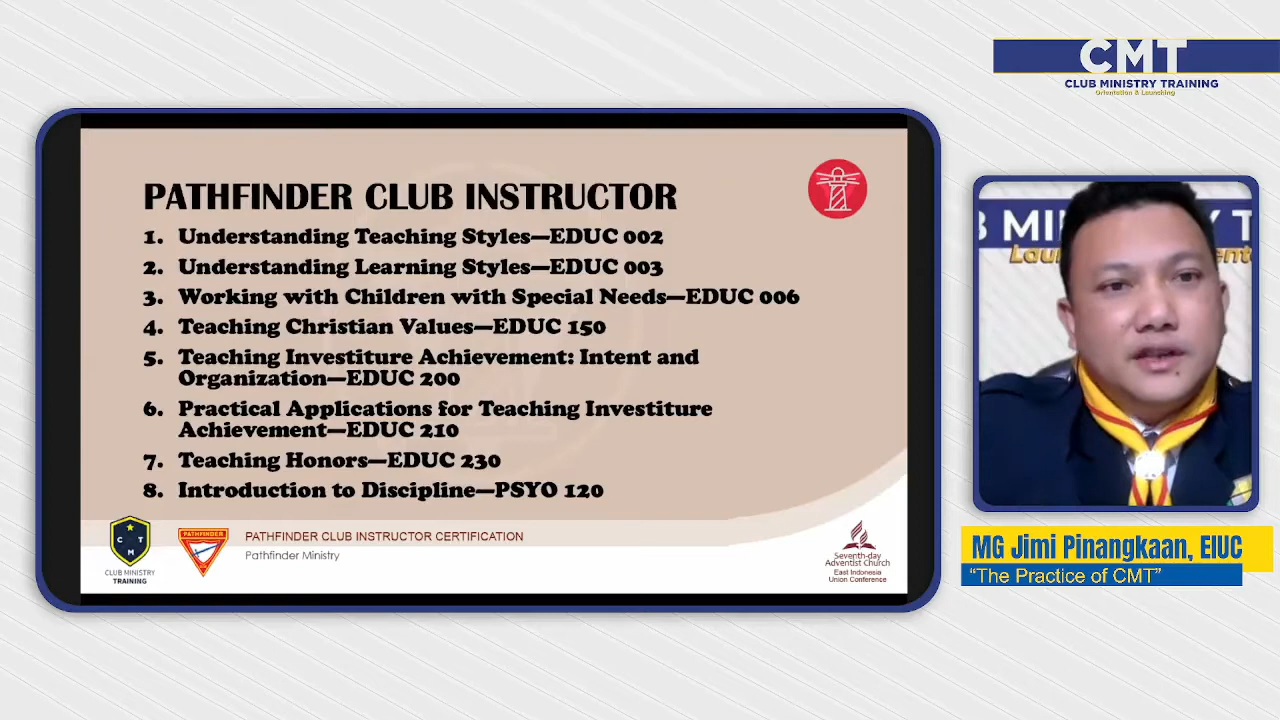 CMT
CLUB MINISTRY TRAINING
Orientation & Launching
PATHFINDER CLUB INSTRUCTOR
1. Understanding Teaching Styles—EDUC 002
2. Understanding Learning Styles—EDUC 003
3. Working with Children with Special Needs—EDUC 006
4. Teaching Christian Values—EDUC 150
5. Teaching Investiture Achievement: Intent and
Organization—EDUC 200
6. Practical Applications for Teaching Investiture
Achievement—EDUC 210
7. Teaching Honors—EDUC 230
8. Introduction to Discipline—PSYO 120
C T
M
CLUB MINISTRY
TRAINING
PATHFINDER
PATHFINDER CLUB INSTRUCTOR CERTIFICATION
Pathfinder Ministry
Seventh-day
Adventist Church
East Indonesia
Union Conference
MG Jimi Pinangkaan, EIUC
“The Practice of CMT”